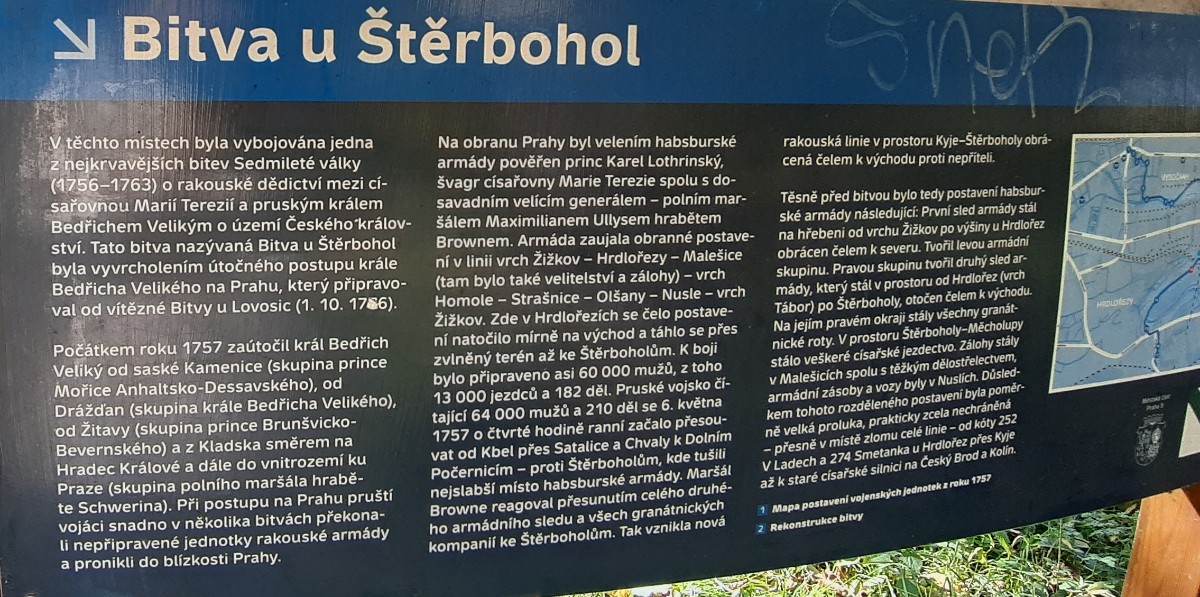 Bitva u Štěrbohol
V těchto místech byla vybojována jedna
z nejkrvavějších bitev Sedmileté války
(1756–1763) o rakouské dědictví mezi cí-
sařovnou Marií Terezií a pruským králem
Bedřichem Velikým o území Českého králov-
ství. Tato bitva nazývaná Bitva u Štěrbohol
byla vyvrcholením útočného postupu krále
Bedřicha Velikého na Prahu, který připravo-
val od vítězné Bitvy u Lovosic (1. 10. 1756).
Počátkem roku 1757 zaútočil král Bedřich
Veliký od saské Kamenice (skupina prince
Mořice Anhaltsko-Dessavského), od
Drážďan (skupina krále Bedřicha Velikého),
od Žitavy (skupina prince Brunšvicko-
Bevernského) a z Kladska směrem na
Hradec Králové a dále do vnitrozemí ku
Praze (skupina polního maršála hrabě-
te Schwerina). Při postupu na Prahu pruští
vojáci snadno v několika bitvách překona-
li nepřipravené jednotky rakouské armády
a pronikli do blízkosti Prahy.
Na obranu Prahy byl velením habsburské
armády pověřen princ Karel Lothrinský,
švagr císařovny Marie Terezie spolu s do-
savadním velícím generálem – polním mar-
šálem Maximilianem Ullysem hrabětem
Brownem. Armáda zaujala obranné postave-
ní v linii vrch Žižkov – Hrdlořezy – Malešice
(tam bylo také velitelství a zálohy) – vrch
Homole – Strašnice – Olšany – Nusle – vrch
Žižkov. Zde v Hrdlořezích se čelo postave-
ní natočilo mírně na východ a táhlo se přes
zvlněný terén až ke Štěrboholům. K boji
bylo připraveno asi 60 000 mužů, z toho
13 000 jezdců a 182 děl. Pruské vojsko čí-
tající 64 000 mužů a 210 děl se 6. května
1757 o čtvrté hodině ranní začalo přesou-
vat od Kbel přes Satalice a Chvaly k Dolním
Počernicím – proti Štěrboholům, kde tušili
nejslabší místo habsburské armády. Maršál
Browne reagoval přesunutím celého druhé-
ho armádního sledu a všech granátnických
kompanií ke Štěrboholům. Tak vznikla nová
rakouská linie v prostoru Kyje–Štěrboholy obrá-
cená čelem k východu proti nepříteli.
Těsně před bitvou bylo tedy postavení habsbur-
ské armády následující: První sled armády stál
na hřebeni od vrchu Žižkov po výšiny u Hrdlořez
obrácen čelem k severu. Tvořil levou armádní
skupinu. Pravou skupinu tvořil druhý sled ar-
mády, který stál v prostoru od Hrdlořez (vrch
Tábor) po Štěrboholy, otočen čelem k východu.
Na jejím pravém okraji stály všechny granát-
nické roty. V prostoru Štěrboholy–Měcholupy
stálo veškeré císařské jezdectvo. Zálohy stály
v Malešicích spolu s těžkým dělostřelectvem,
armádní zásoby a vozy byly v Nuslích. Důsled-
kem tohoto rozděleného postavení byla poměr-
ně velká proluka, prakticky zcela nechráněná
– přesně v místě zlomu celé linie – od kóty 252
V Ladech a 274 Smetanka u Hrdlořez přes Kyje
až k staré císařské silnici na Český Brod a Kolín.
1 Mapa postavení vojenských jednotek z roku 1757
2 Rekonstrukce bitvy
VYSOČANY
HRDLOŘEZY
Městská část
Praha 9